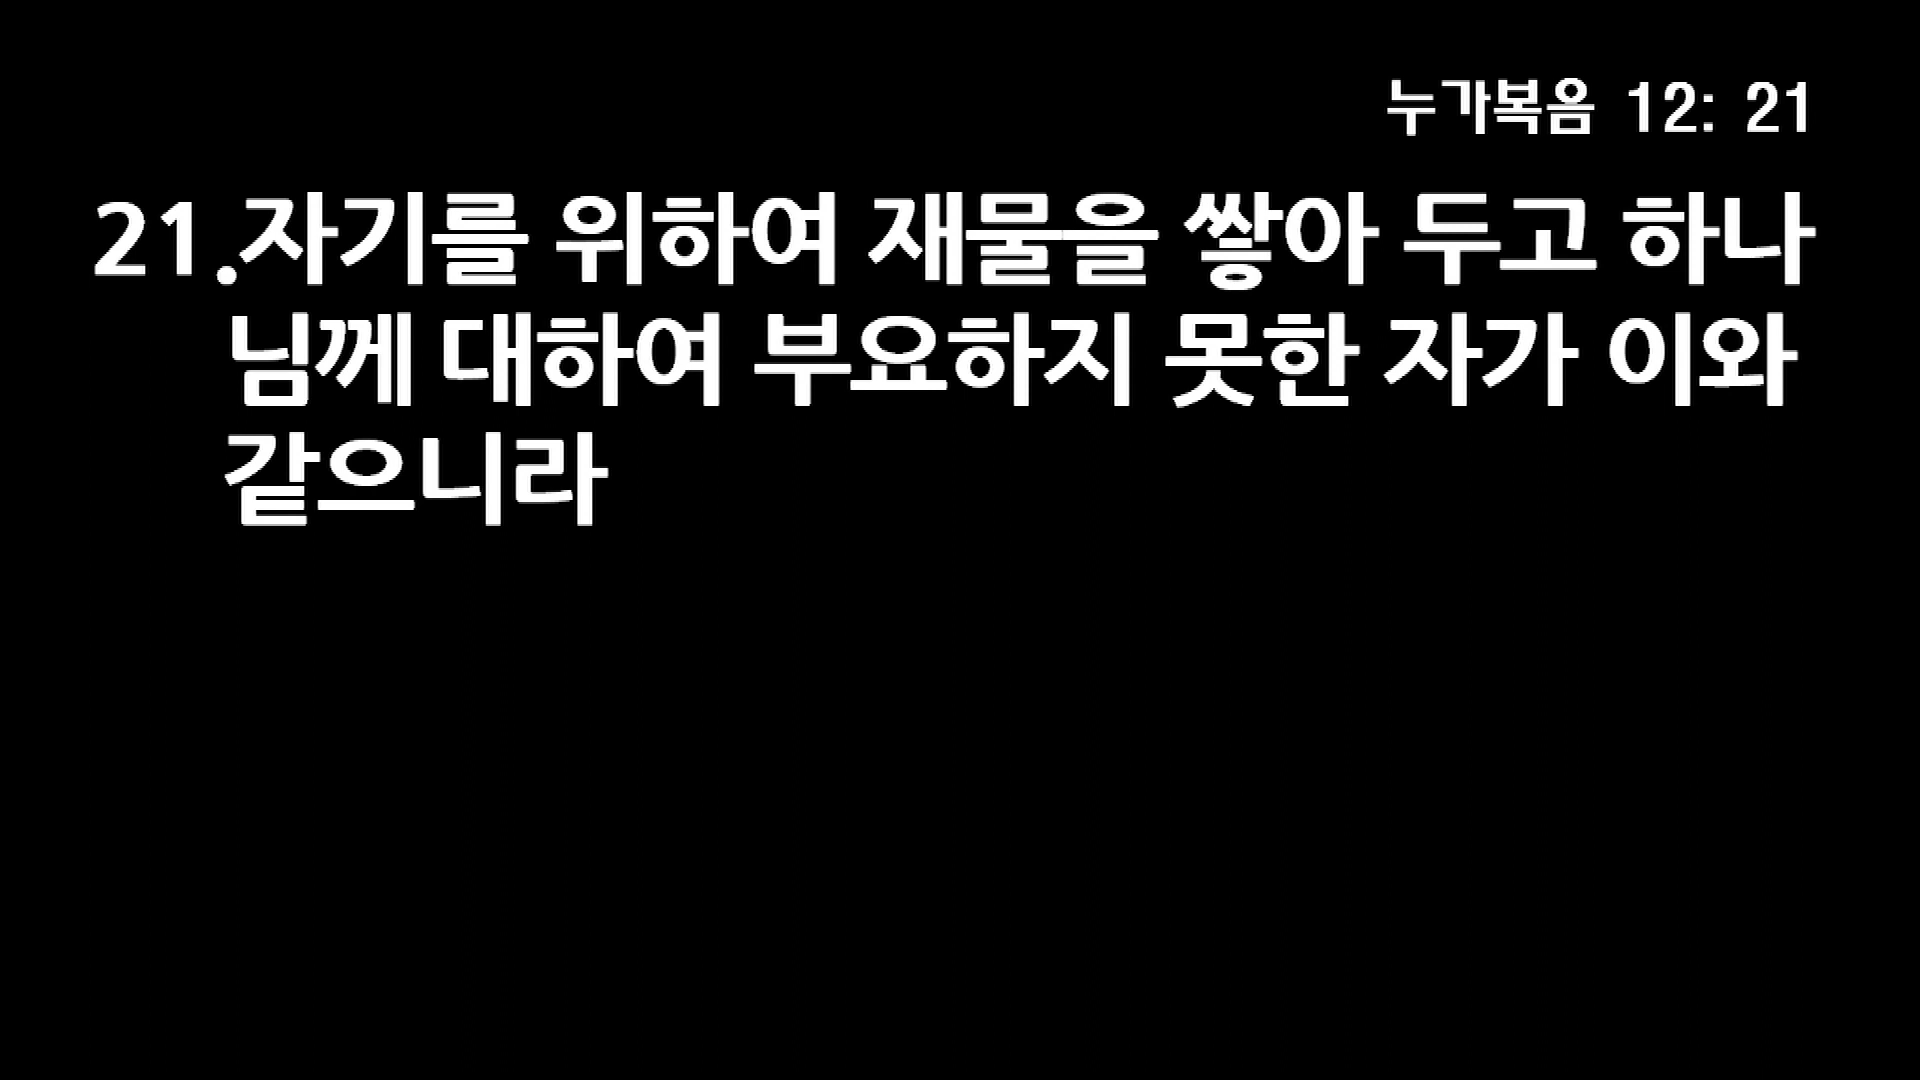 누가복음 12: 21
21.자기를 위하여 재물을 쌓아 두고 하나
님께 대하여 부요하지 못한 자가 이와
같으니라